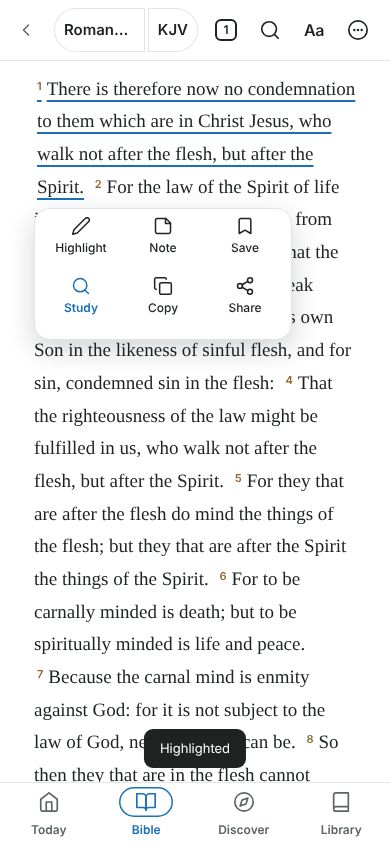 Roman... KJV 1 Aa
1 There is therefore now no condemnation
to them which are in Christ Jesus, who
walk not after the flesh, but after the
Spirit. 2 For the law of the Spirit of life
from
the
own
Highlight Note Save
Study Copy Share
Son in the likeness of sinful flesh, and for
sin, condemned sin in the flesh: 4 That
the righteousness of the law might be
fulfilled in us, who walk not after the
flesh, but after the Spirit. 5 For they that
are after the flesh do mind the things of
the flesh; but they that are after the Spirit
the things of the Spirit. 6 For to be
carnally minded is death; but to be
spiritually minded is life and peace.
7 Because the carnal mind is enmity
against God: for it is not subject to the
law of God, can be. 8 So
Highlighted
then they that are in the flesh cannot
Today Bible Discover Library